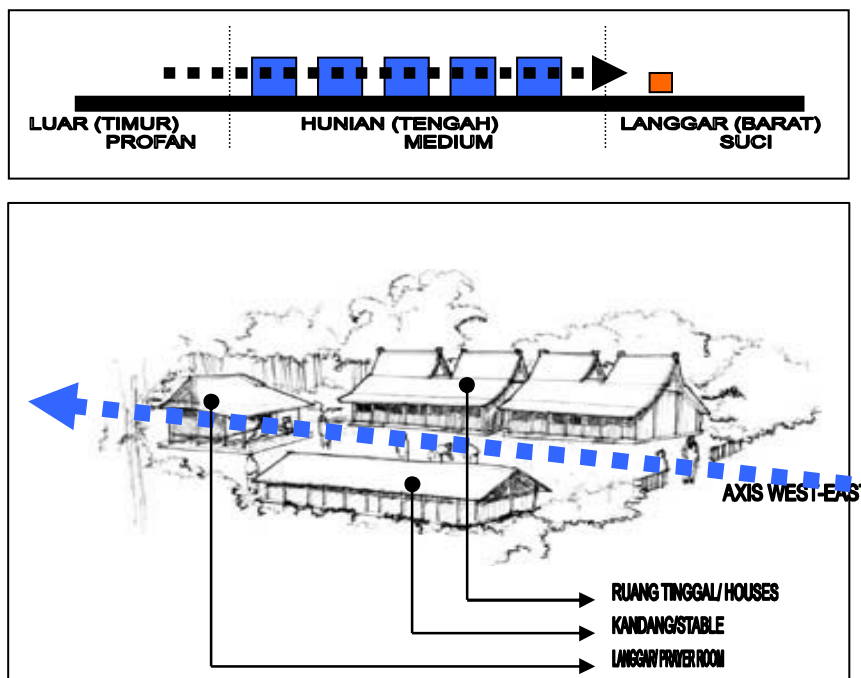 LUAR (TIMUR) HUNIAN (TENGAH) LANGGAR (BARAT)
PROFAN MEDIUM SUCI
AXIS WEST-EAST
RUANG TINGGAL/ HOUSES
KANDANG/STABLE
LANGGAR/ PRAYER ROOM